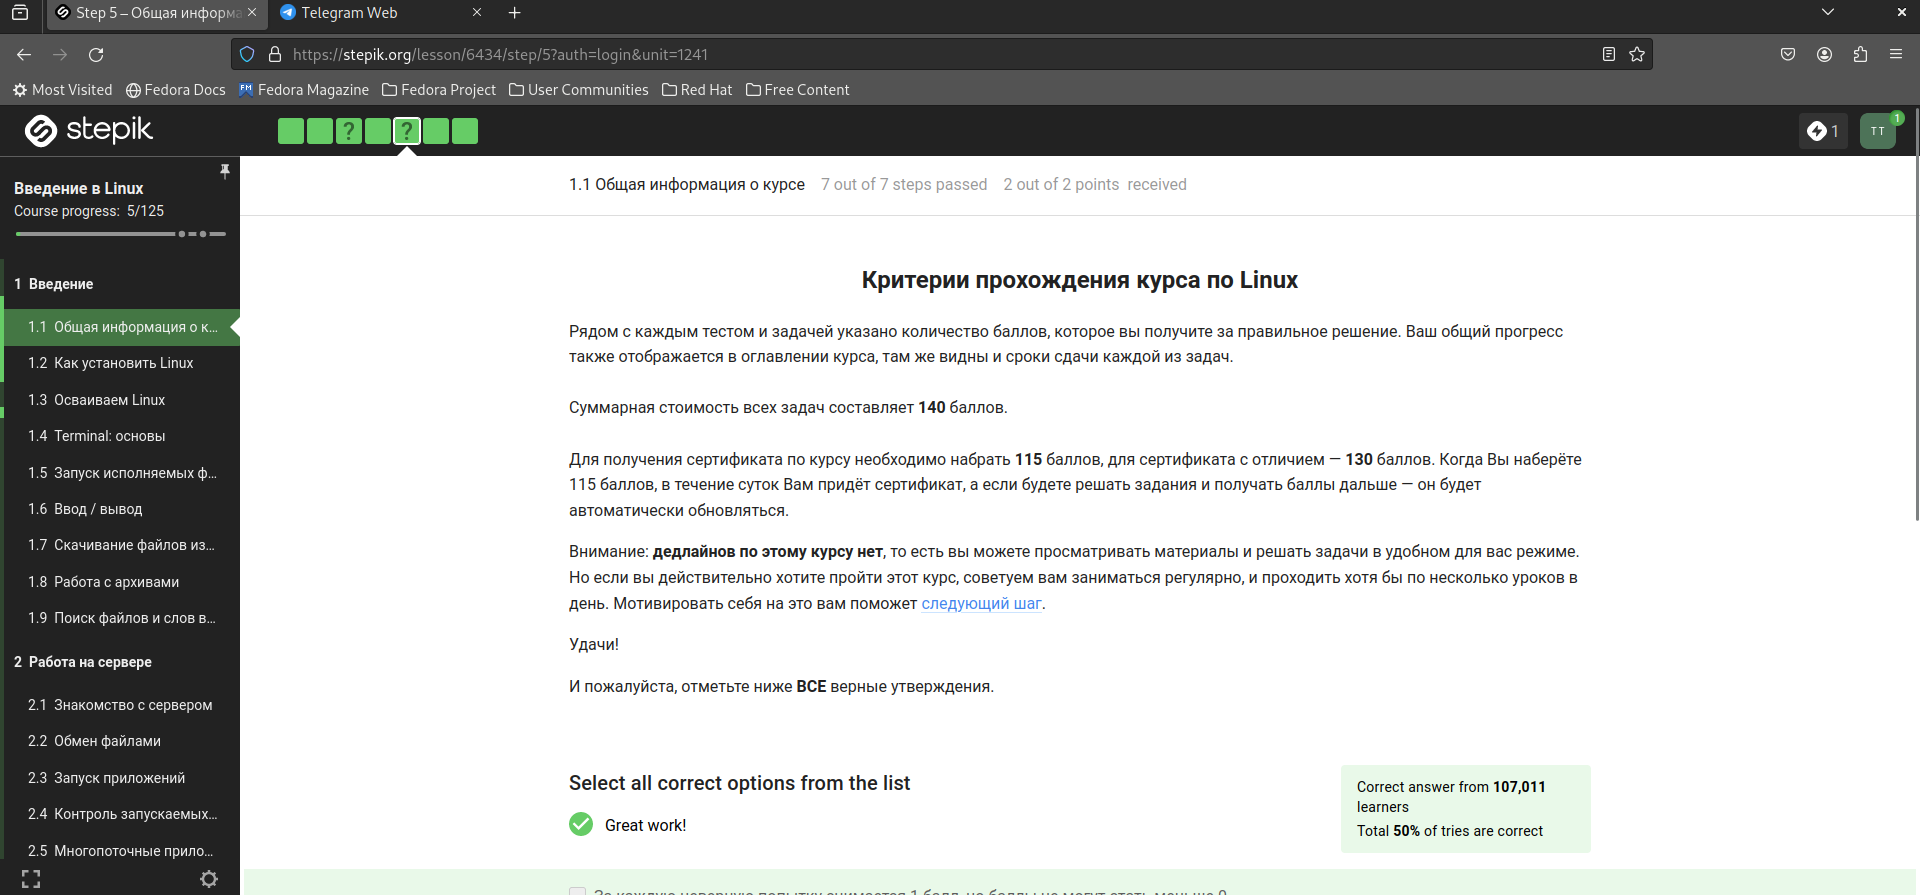 Step 5 – Общая информа
Telegram Web
https://stepik.org/lesson/6434/step/5?auth=login&unit=1241
Most Visited
Fedora Docs
Fedora Magazine
Fedora Project
User Communities
Red Hat
Free Content
stepik
? ?
1
TT
1
Введение в Linux
Course progress: 5/125
1 Введение
1.1 Общая информация о к...
1.2 Как установить Linux
1.3 Осваиваем Linux
1.4 Terminal: основы
1.5 Запуск исполняемых ф...
1.6 Ввод / вывод
1.7 Скачивание файлов из...
1.8 Работа с архивами
1.9 Поиск файлов и слов в...
2 Работа на сервере
2.1 Знакомство с сервером
2.2 Обмен файлами
2.3 Запуск приложений
2.4 Контроль запускаемых...
2.5 Многопоточные прило...
1.1 Общая информация о курсе 7 out of 7 steps passed 2 out of 2 points received
Критерии прохождения курса по Linux
Рядом с каждым тестом и задачей указано количество баллов, которое вы получите за правильное решение. Ваш общий прогресс
также отображается в оглавлении курса, там же видны и сроки сдачи каждой из задач.
Суммарная стоимость всех задач составляет 140 баллов.
Для получения сертификата по курсу необходимо набрать 115 баллов, для сертификата с отличием — 130 баллов. Когда Вы наберёте
115 баллов, в течение суток Вам придёт сертификат, а если будете решать задания и получать баллы дальше — он будет
автоматически обновляться.
Внимание: дедлайнов по этому курсу нет, то есть вы можете просматривать материалы и решать задачи в удобном для вас режиме.
Но если вы действительно хотите пройти этот курс, советуем вам заниматься регулярно, и проходить хотя бы по несколько уроков в
день. Мотивировать себя на это вам поможет следующий шаг.
Удачи!
И пожалуйста, отметьте ниже ВСЕ верные утверждения.
Select all correct options from the list
Great work!
Correct answer from 107,011
learners
Total 50% of tries are correct
За каждую неверную попытку снимается 1 балл, но баллы не могут стать меньше 0